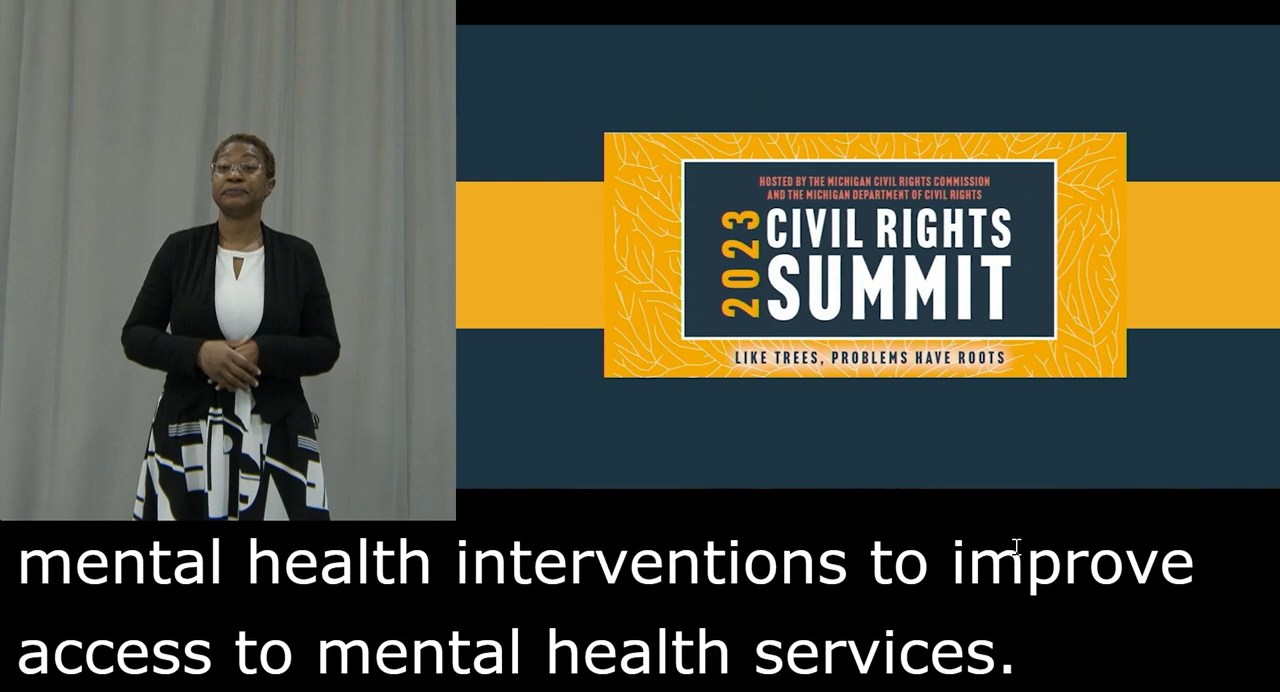 HOSTED BY THE MICHIGAN CIVIL RIGHTS COMMISSION
AND THE MICHIGAN DEPARTMENT OF CIVIL RIGHTS
2023
CIVIL RIGHTS
SUMMIT
LIKE TREES, PROBLEMS HAVE ROOTS
mental health interventions to improve
access to mental health services.